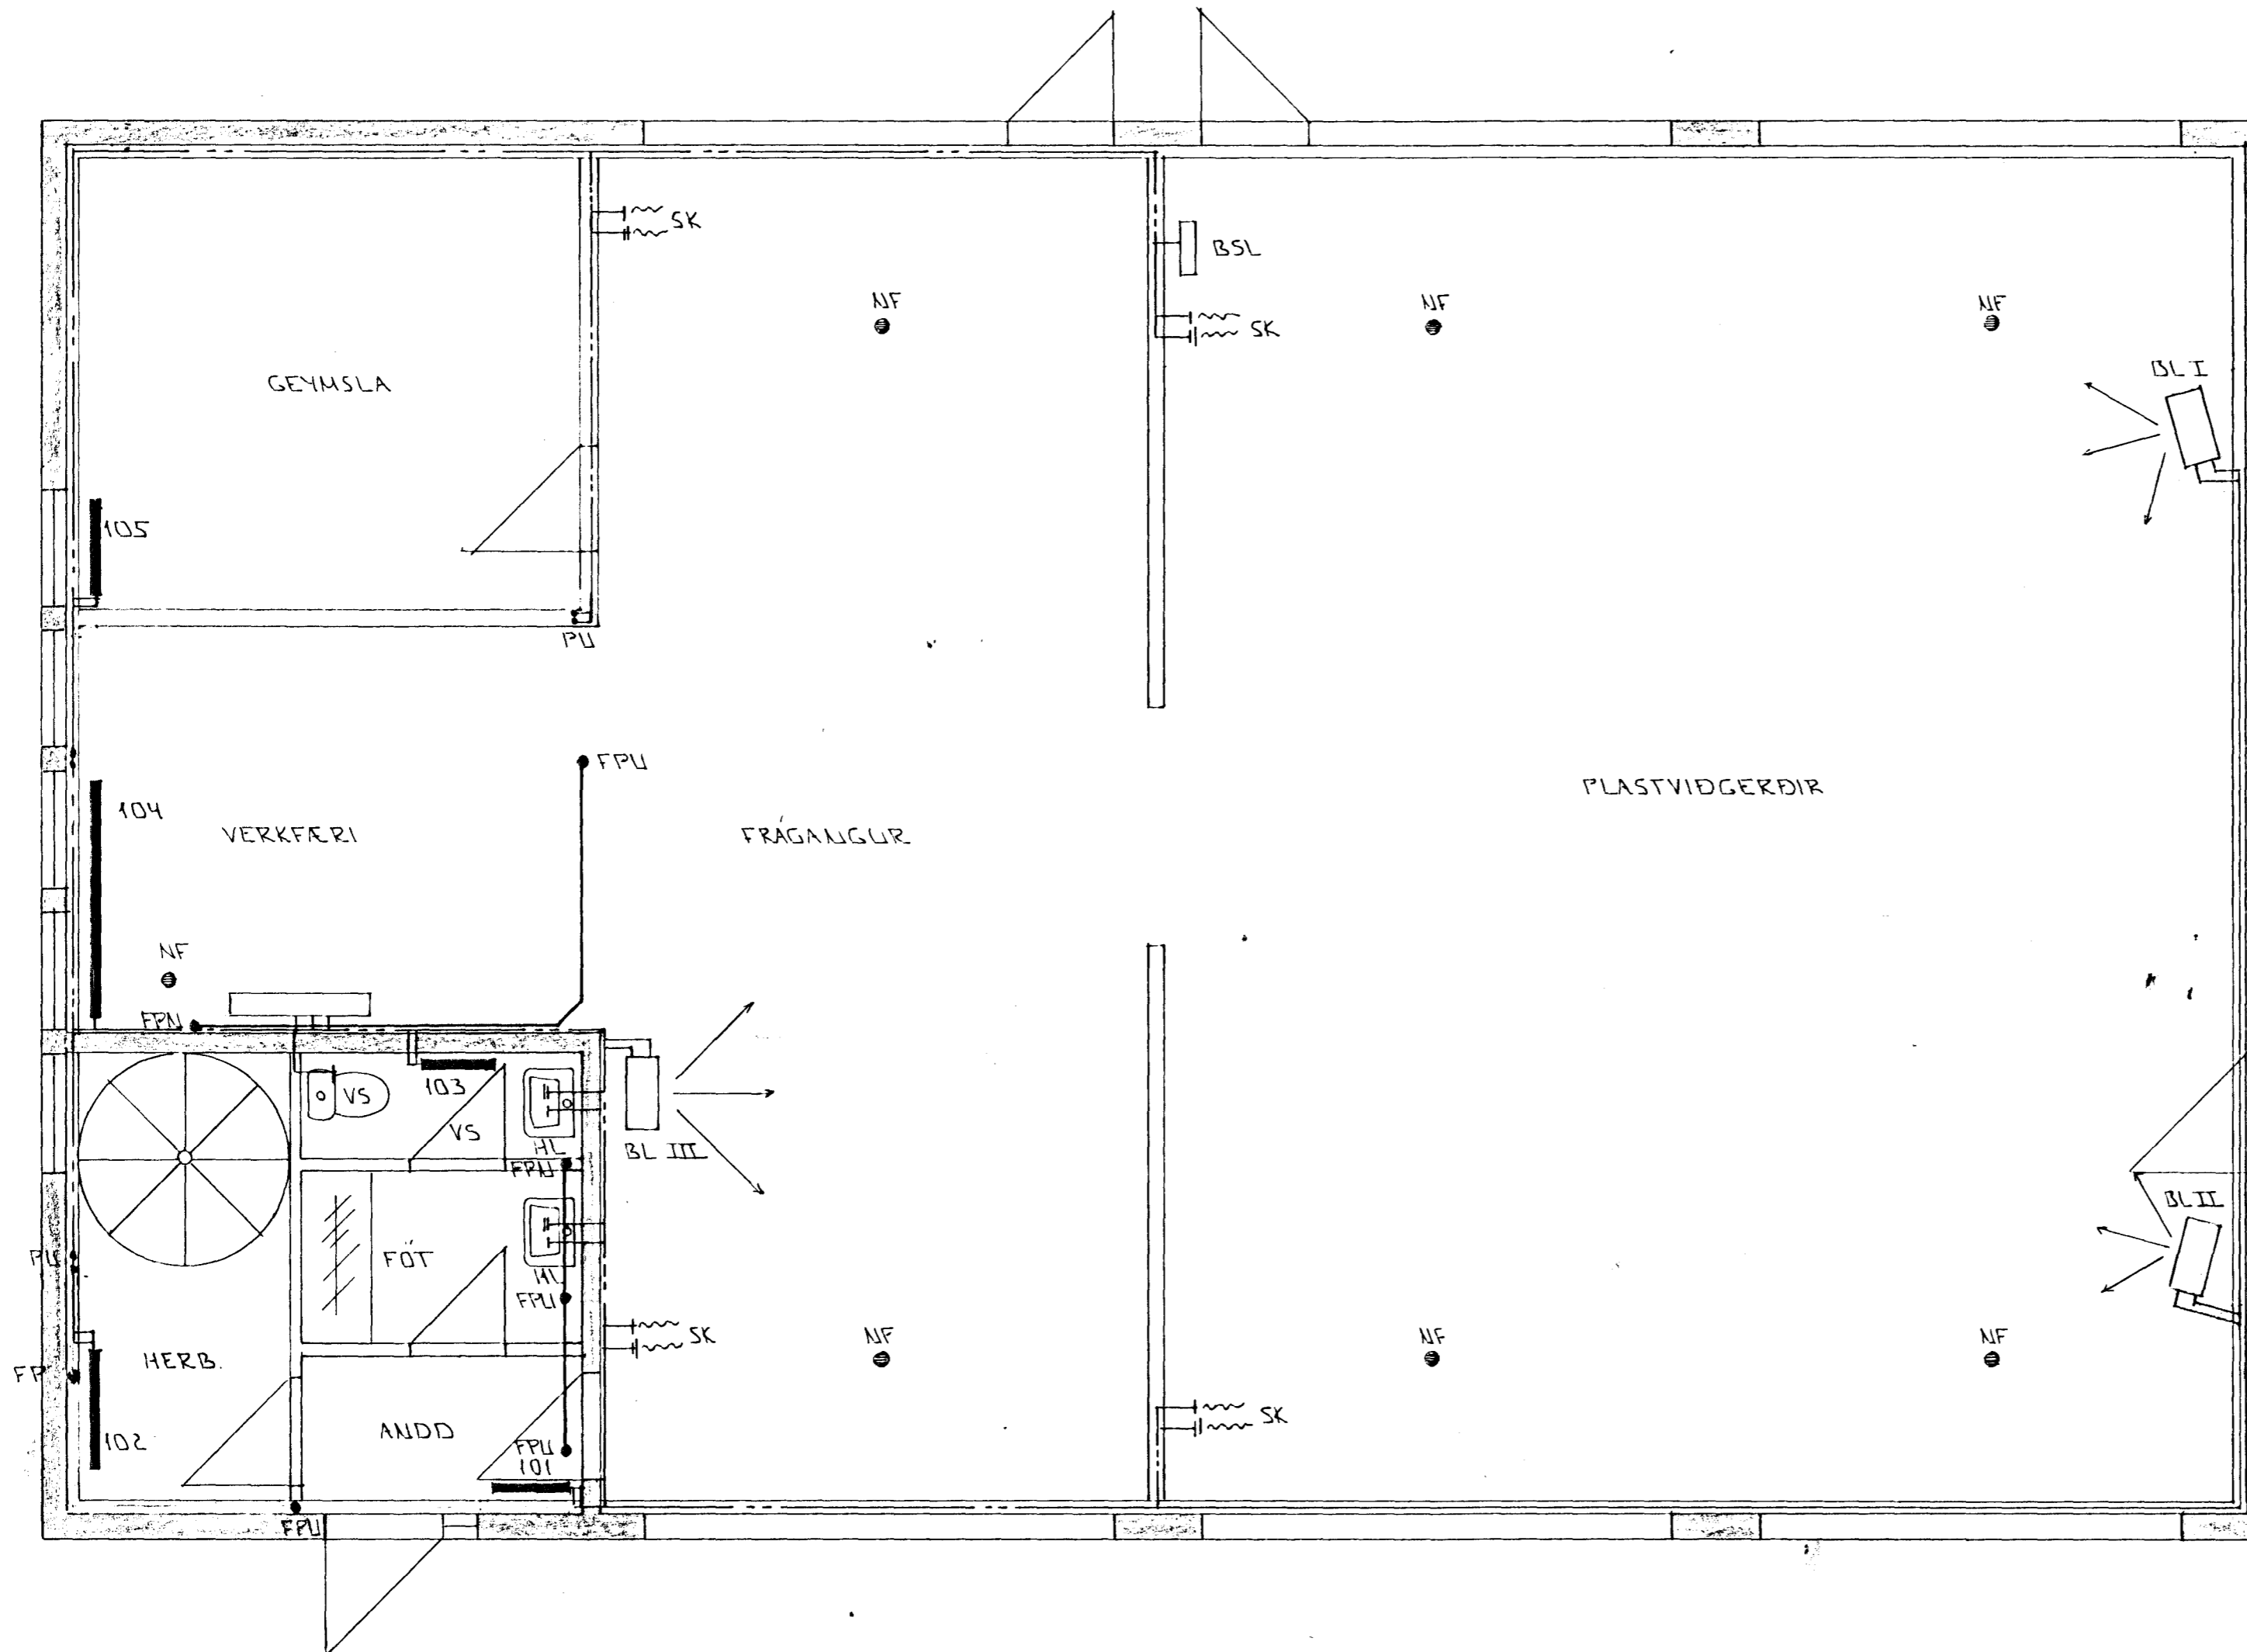 SK
BSL
NF
NF
NF
SK
BL I
GEYMSLA
105
PU
FPU
PLASTVIÐGERÐIR
104
VERKFÆRI
FRÁGANGUR
NF
FPN
VS
103
VS
HL
FPN
BL III
BL II
PU
FÖT
HL
FPU
SK
NF
NF
NF
HERB.
FP
SK
ANDD
102
FPU
101
FPU